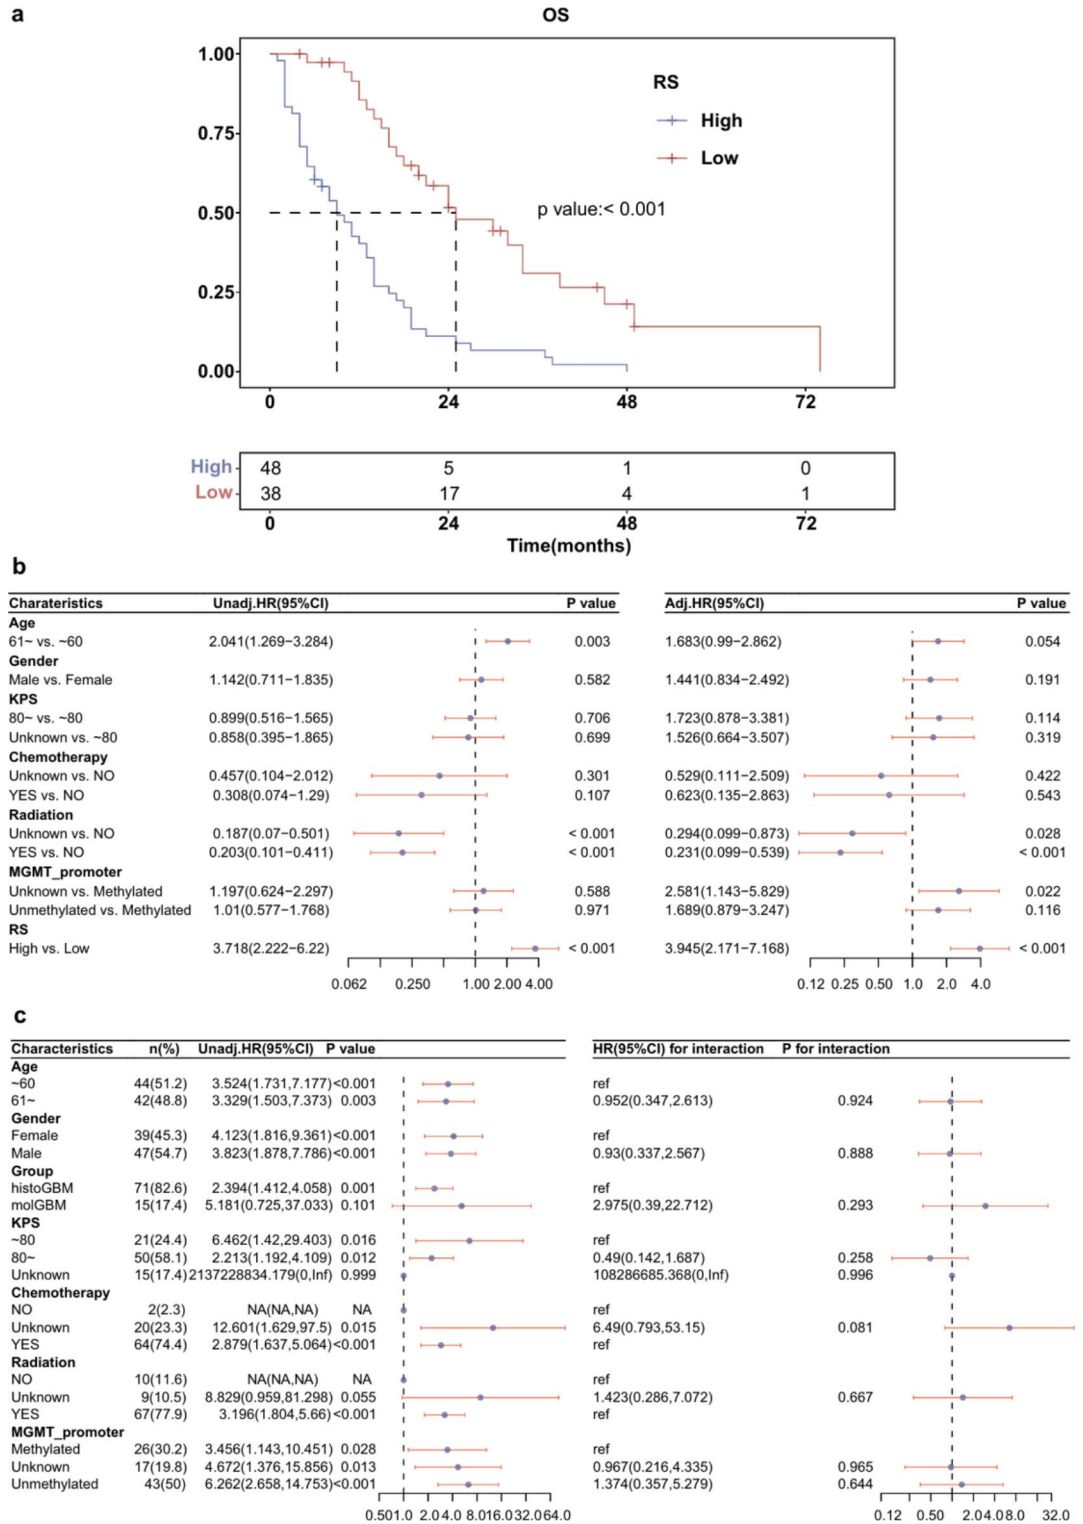 a
OS
1.00
0.75
0.50
0.25
0.00
RS
High
Low
p value:< 0.001
0 24 48 72
High 48 5 1 0
Low 38 17 4 1
0 24 48 72
Time(months)
b
Charateristics Unadj.HR(95%CI) P value Adj.HR(95%CI) P value
Age
61~ vs. ~60 2.041(1.269−3.284) 0.003 1.683(0.99−2.862) 0.054
Gender
Male vs. Female 1.142(0.711−1.835) 0.582 1.441(0.834−2.492) 0.191
KPS
80~ vs. ~80 0.899(0.516−1.565) 0.706 1.723(0.878−3.381) 0.114
Unknown vs. ~80 0.858(0.395−1.865) 0.699 1.526(0.664−3.507) 0.319
Chemotherapy
Unknown vs. NO 0.457(0.104−2.012) 0.301 0.529(0.111−2.509) 0.422
YES vs. NO 0.308(0.074−1.29) 0.107 0.623(0.135−2.863) 0.543
Radiation
Unknown vs. NO 0.187(0.07−0.501) < 0.001 0.294(0.099−0.873) 0.028
YES vs. NO 0.203(0.101−0.411) < 0.001 0.231(0.099−0.539) < 0.001
MGMT_promoter
Unknown vs. Methylated 1.197(0.624−2.297) 0.588 2.581(1.143−5.829) 0.022
Unmethylated vs. Methylated 1.01(0.577−1.768) 0.971 1.689(0.879−3.247) 0.116
RS
High vs. Low 3.718(2.222−6.22) < 0.001 3.945(2.171−7.168) < 0.001
0.062 0.250 1.00 2.00 4.00 0.12 0.25 0.50 1.0 2.0 4.0
c
Characteristics n(%) Unadj.HR(95%CI) P value HR(95%CI) for interaction P for interaction
Age
~60 44(51.2) 3.524(1.731,7.177) <0.001 ref
61~ 42(48.8) 3.329(1.503,7.373) 0.003 0.952(0.347,2.613) 0.924
Gender
Female 39(45.3) 4.123(1.816,9.361) <0.001 ref
Male 47(54.7) 3.823(1.878,7.786) <0.001 0.93(0.337,2.567) 0.888
Group
histoGBM 71(82.6) 2.394(1.412,4.058) 0.001 ref
molGBM 15(17.4) 5.181(0.725,37.033) 0.101 2.975(0.39,22.712) 0.293
KPS
~80 21(24.4) 6.462(1.42,29.403) 0.016 ref
80~ 50(58.1) 2.213(1.192,4.109) 0.012 0.49(0.142,1.687) 0.258
Unknown 15(17.4) 2137228834.179(0,Inf) 0.999 108286685.368(0,Inf) 0.996
Chemotherapy
NO 2(2.3) NA(NA,NA) NA ref
Unknown 20(23.3) 12.601(1.629,97.5) 0.015 6.49(0.793,53.15) 0.081
YES 64(74.4) 2.879(1.637,5.064) <0.001 ref
Radiation
NO 10(11.6) NA(NA,NA) NA ref
Unknown 9(10.5) 8.829(0.959,81.298) 0.055 1.423(0.286,7.072) 0.667
YES 67(77.9) 3.196(1.804,5.66) <0.001 ref
MGMT_promoter
Methylated 26(30.2) 3.456(1.143,10.451) 0.028 ref
Unknown 17(19.8) 4.672(1.376,15.856) 0.013 0.967(0.216,4.335) 0.965
Unmethylated 43(50) 6.262(2.658,14.753) <0.001 1.374(0.357,5.279) 0.644
0.50 1.0 2.0 4.0 8.0 16.0 32.0 64.0 0.12 0.50 2.0 4.0 8.0 32.0